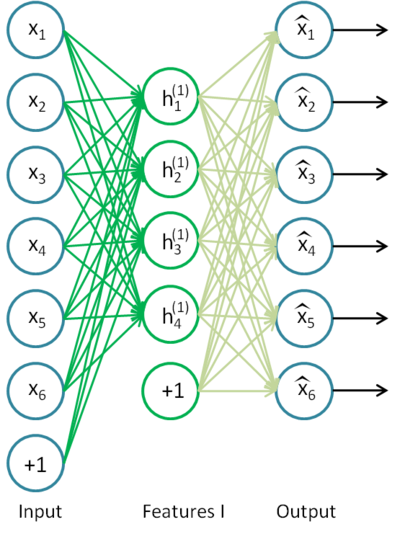 x₁
x₂
x₃
x₄
x₅
x₆
+1
Input
h₁⁽¹⁾
h₂⁽¹⁾
h₃⁽¹⁾
h₄⁽¹⁾
+1
Features I
x̂₁
x̂₂
x̂₃
x̂₄
x̂₅
x̂₆
Output